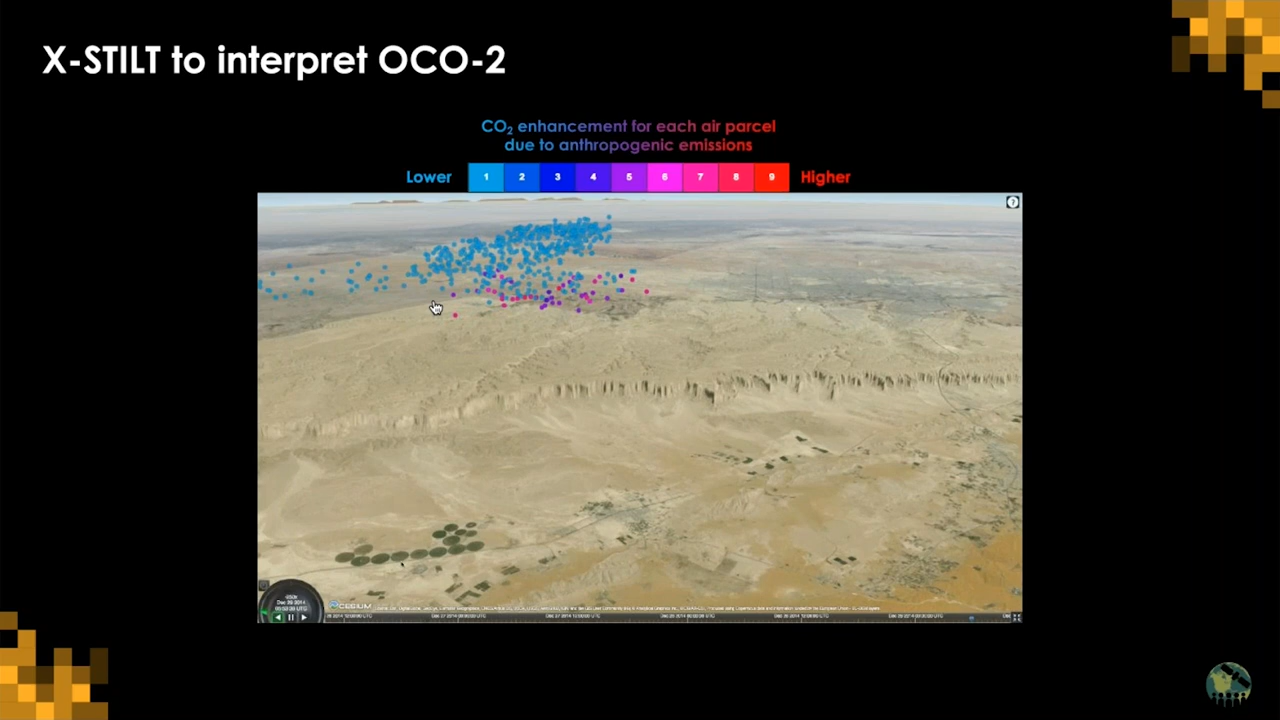 X-STILT to interpret OCO-2
CO₂ enhancement for each air parcel
due to anthropogenic emissions
Lower 1 2 3 4 5 6 7 8 9 Higher
?
CESIUM